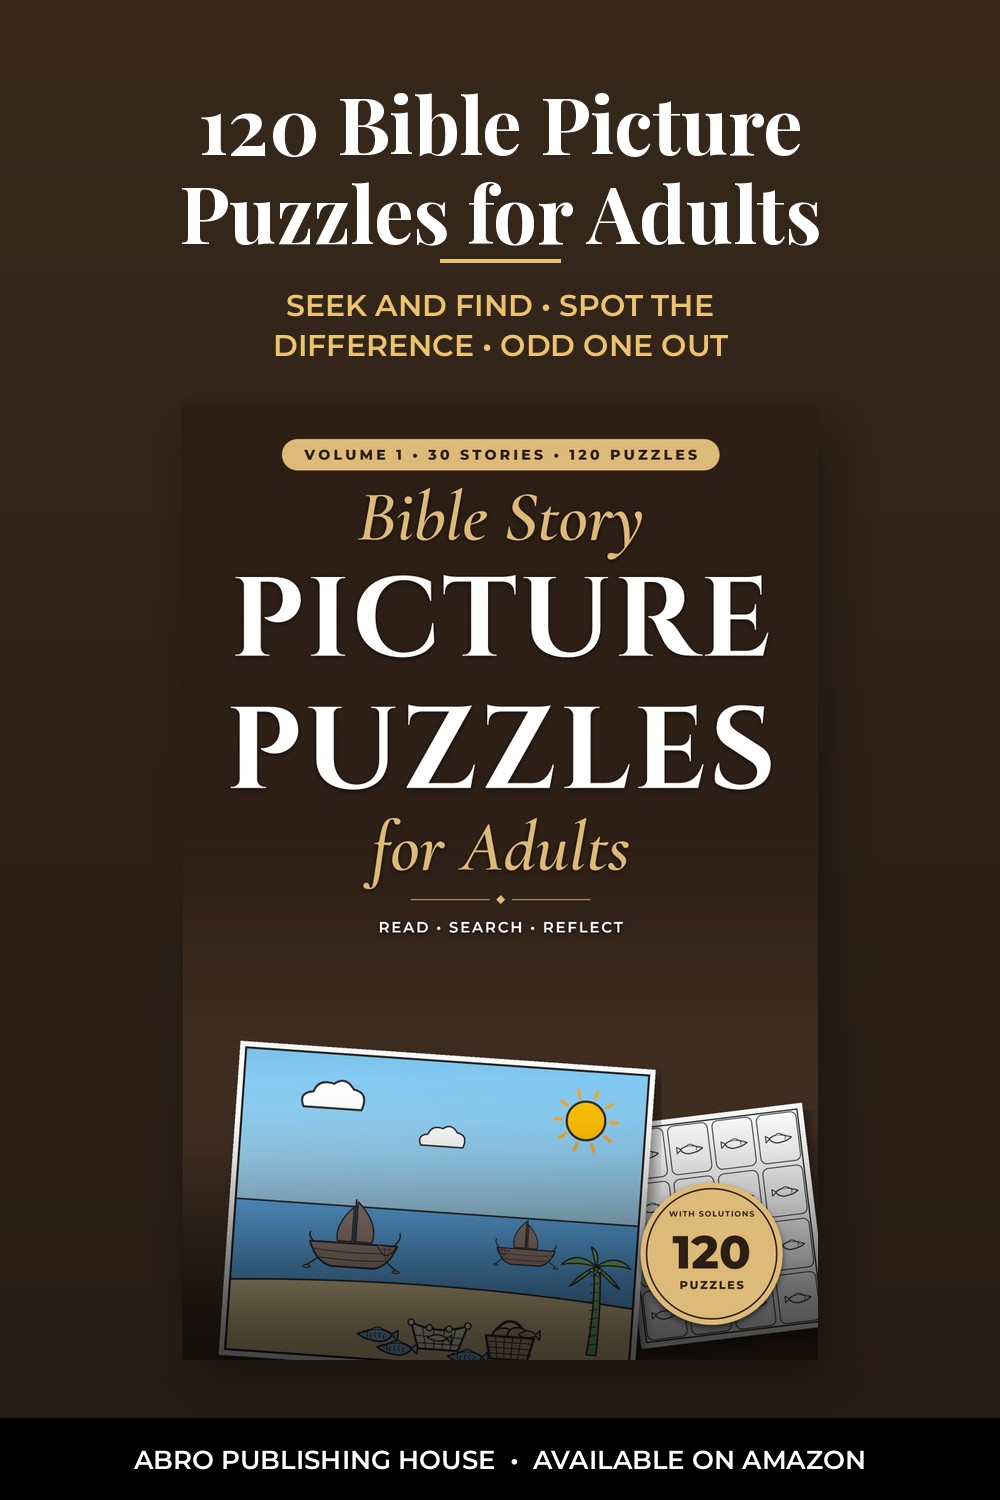 120 Bible Picture
Puzzles for Adults
SEEK AND FIND • SPOT THE
DIFFERENCE • ODD ONE OUT
VOLUME 1 • 30 STORIES • 120 PUZZLES
Bible Story
PICTURE
PUZZLES
for Adults
READ • SEARCH • REFLECT
WITH SOLUTIONS
120
PUZZLES
ABRO PUBLISHING HOUSE • AVAILABLE ON AMAZON